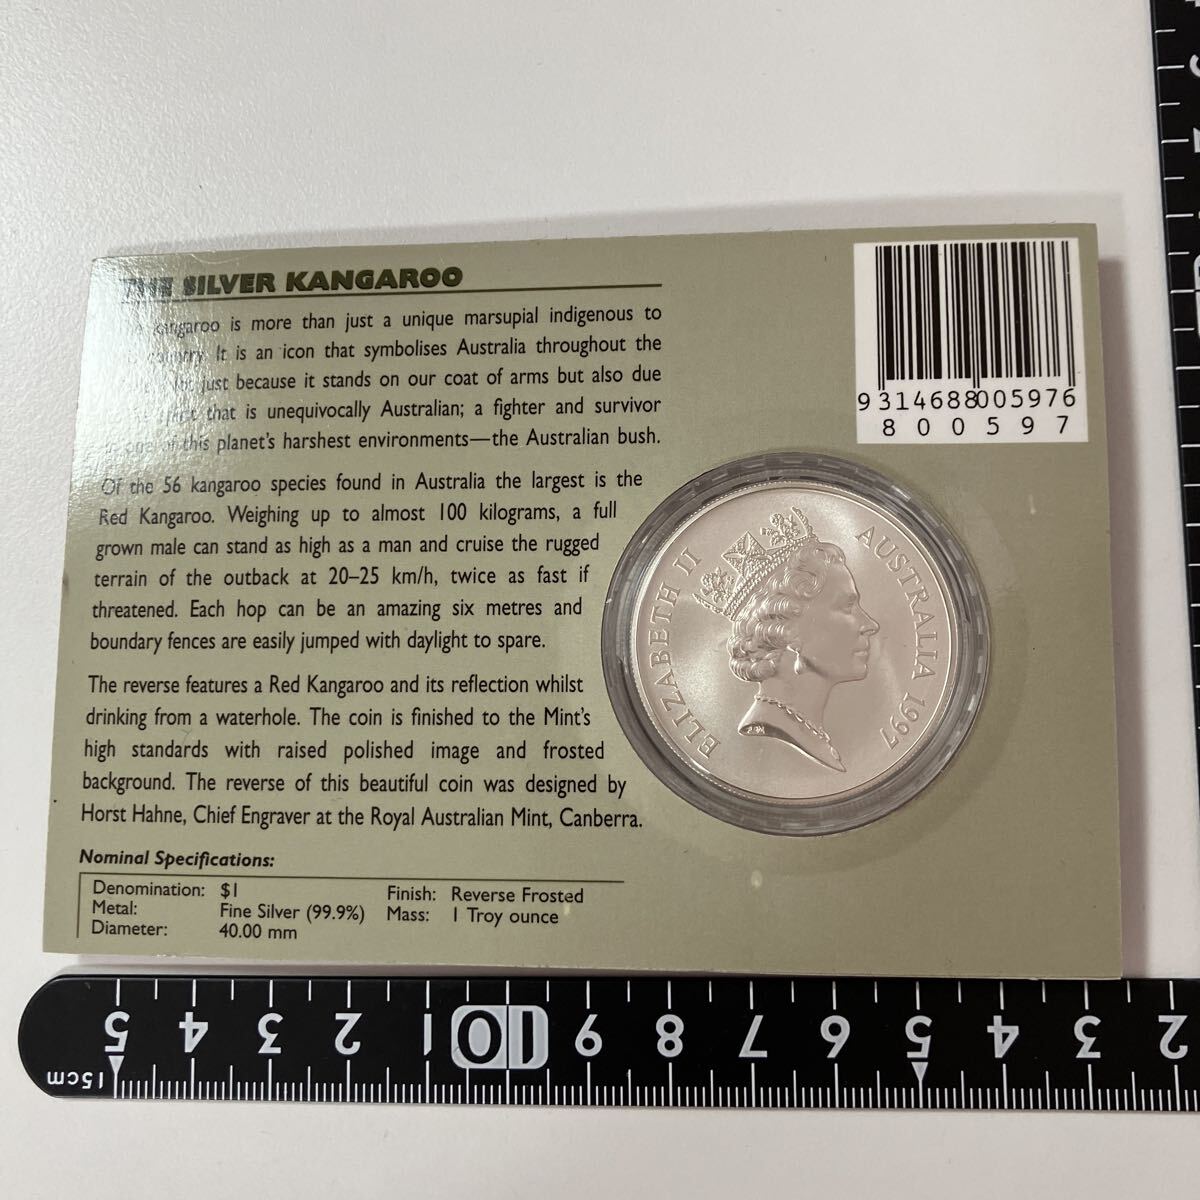 THE SILVER KANGAROO
kangaroo is more than just a unique marsupial indigenous to
country. It is an icon that symbolises Australia throughout the
just because it stands on our coat of arms but also due
that is unequivocally Australian; a fighter and survivor
of this planet's harshest environments—the Australian bush.
Of the 56 kangaroo species found in Australia the largest is the
Red Kangaroo. Weighing up to almost 100 kilograms, a full
grown male can stand as high as a man and cruise the rugged
terrain of the outback at 20–25 km/h, twice as fast if
threatened. Each hop can be an amazing six metres and
boundary fences are easily jumped with daylight to spare.
The reverse features a Red Kangaroo and its reflection whilst
drinking from a waterhole. The coin is finished to the Mint's
high standards with raised polished image and frosted
background. The reverse of this beautiful coin was designed by
Horst Hahne, Chief Engraver at the Royal Australian Mint, Canberra.
Nominal Specifications:
Denomination: $1
Metal: Fine Silver (99.9%)
Diameter: 40.00 mm
Finish: Reverse Frosted
Mass: 1 Troy ounce
9 314688 005976
800597
ELIZABETH II AUSTRALIA 1997
5 4 3 2 1 10 9 8 7 6 5 4 3 2
15cm